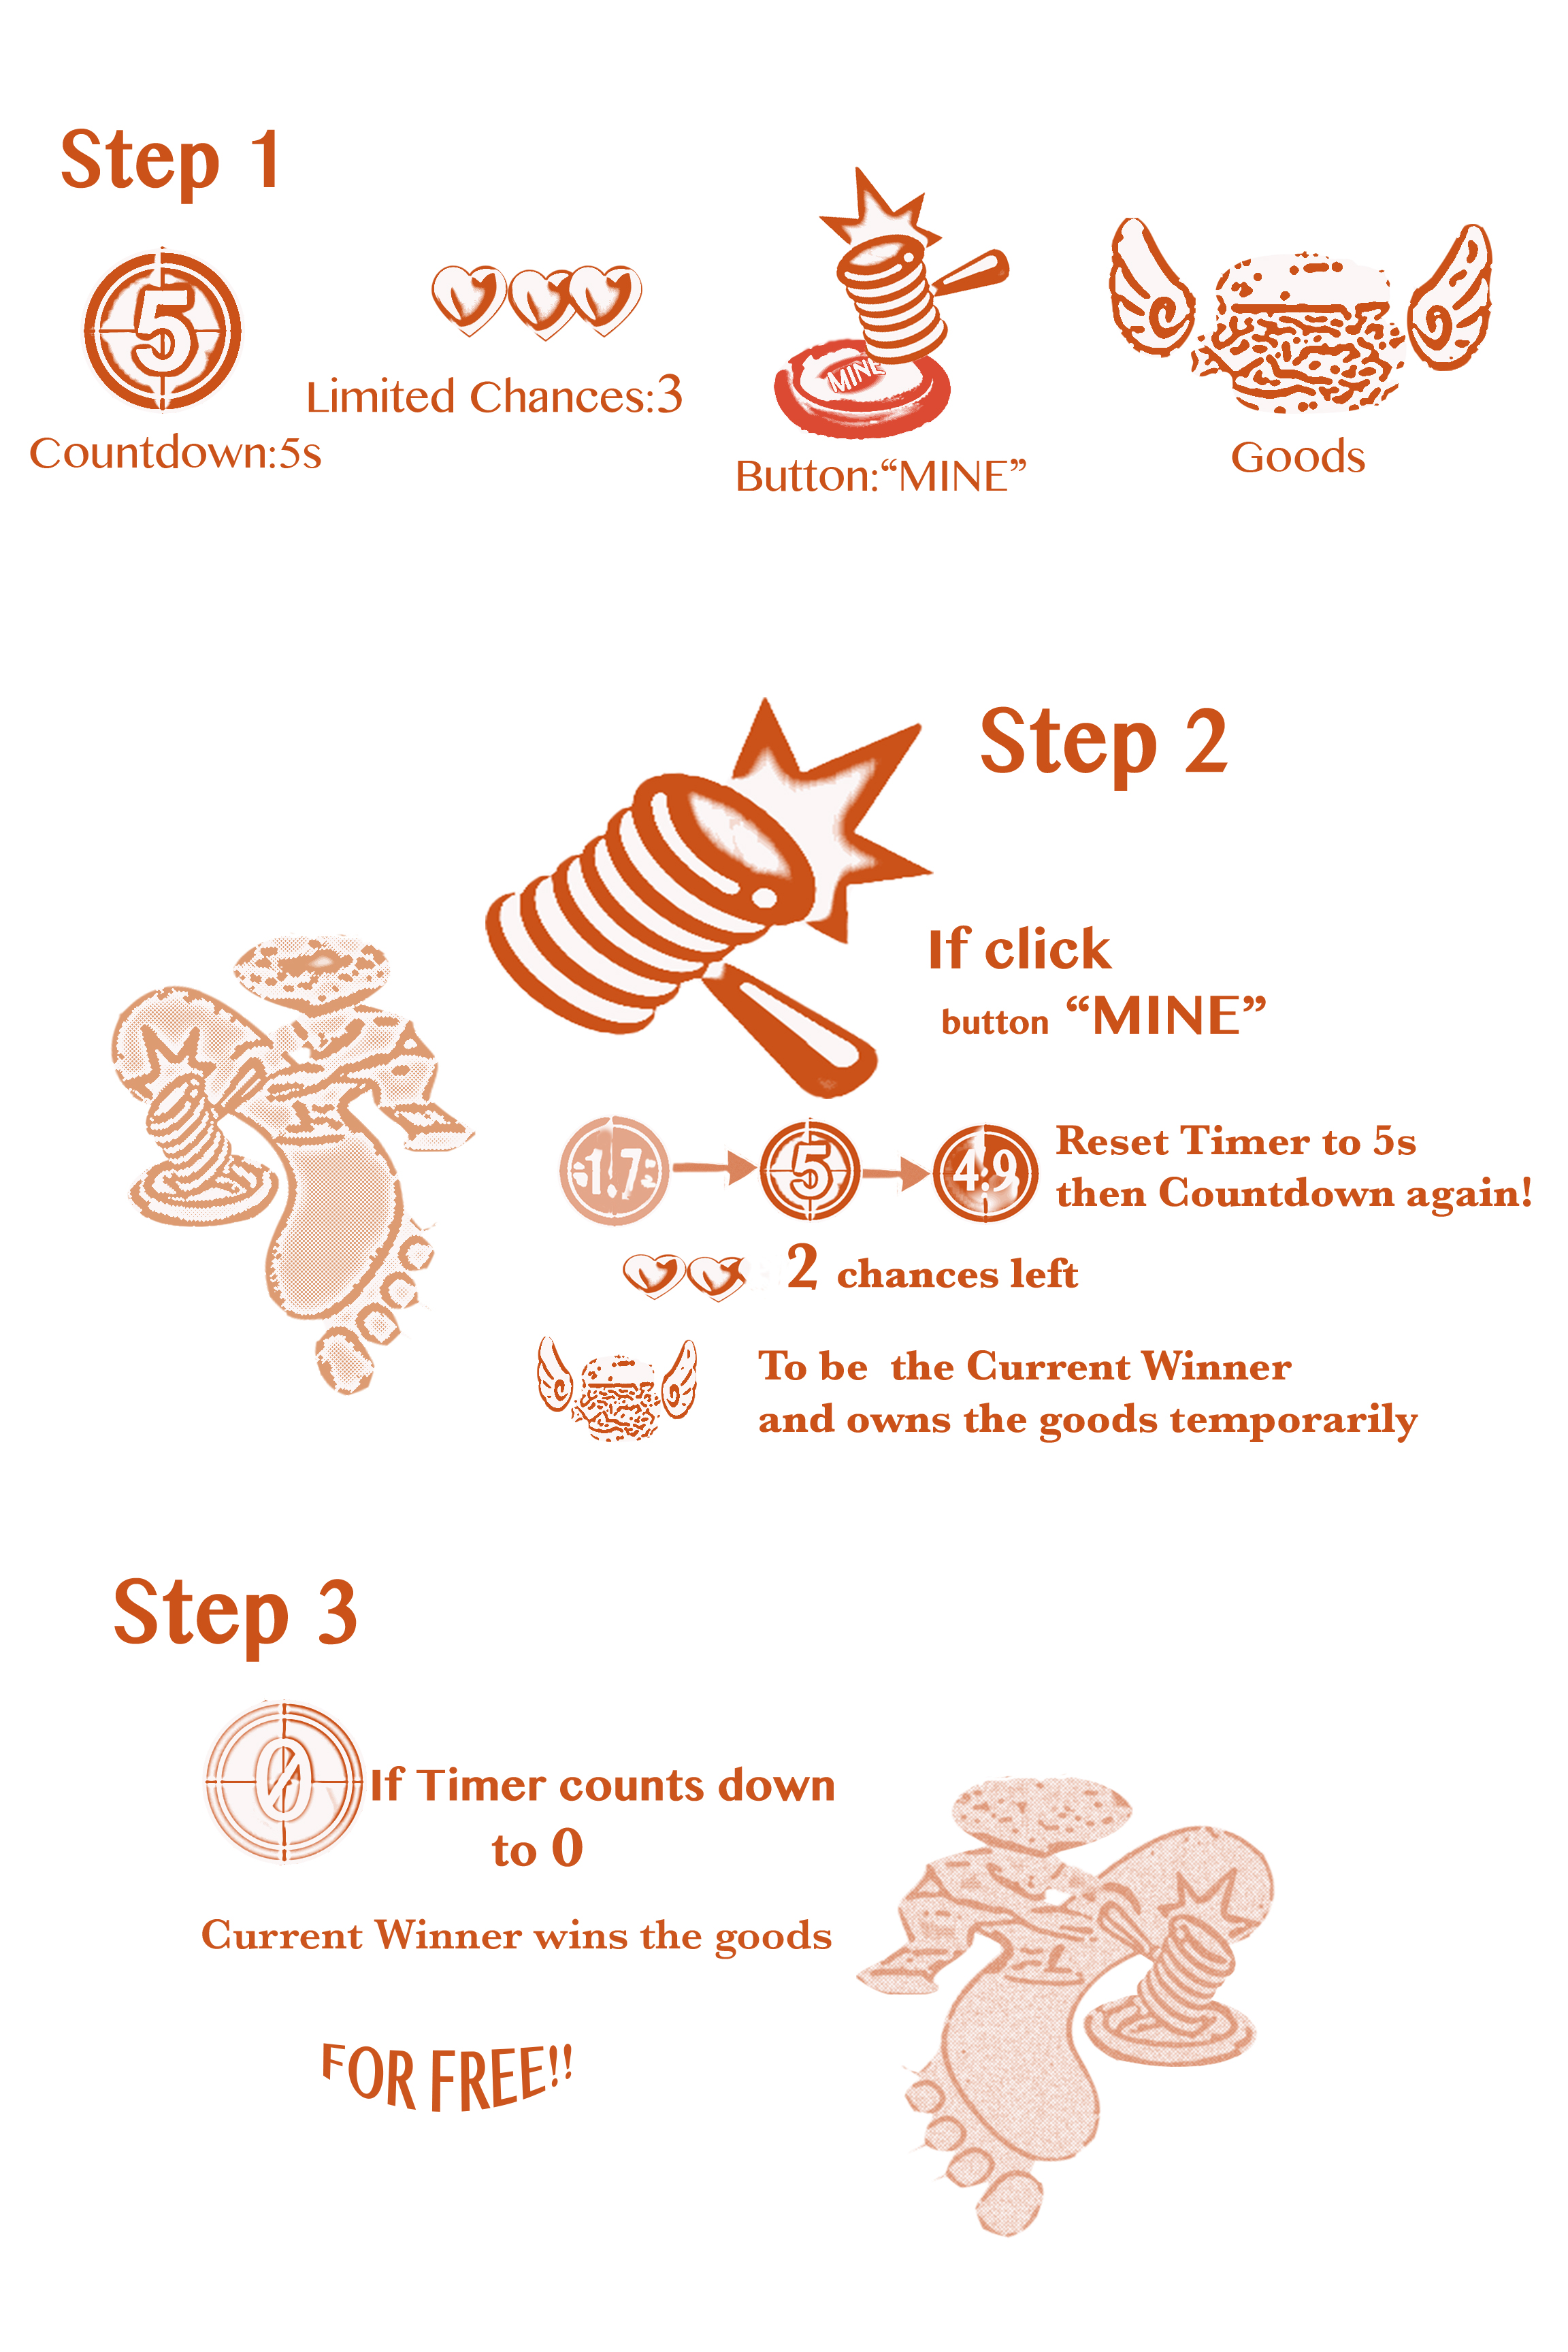 Step 1
5
Countdown:5s
Limited Chances:3
MINE
Button:“MINE”
Goods
Step 2
If click
button “MINE”
1.7
5
4.9
Reset Timer to 5s
then Countdown again!
2 chances left
To be the Current Winner
and owns the goods temporarily
Step 3
0
If Timer counts down
to 0
Current Winner wins the goods
FOR FREE!!